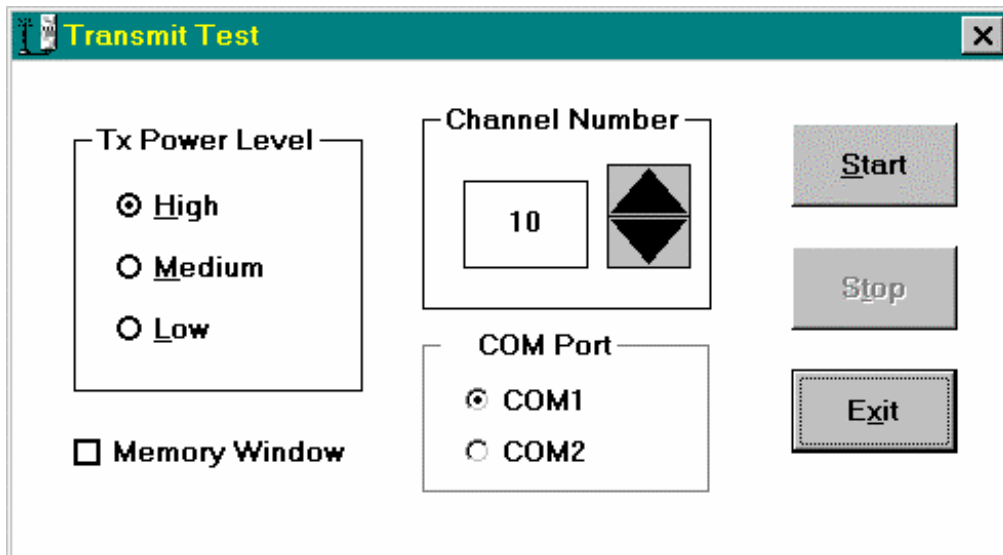 Transmit Test
Tx Power Level
High
Medium
Low
Memory Window
Channel Number
10
COM Port
COM1
COM2
Start
Stop
Exit